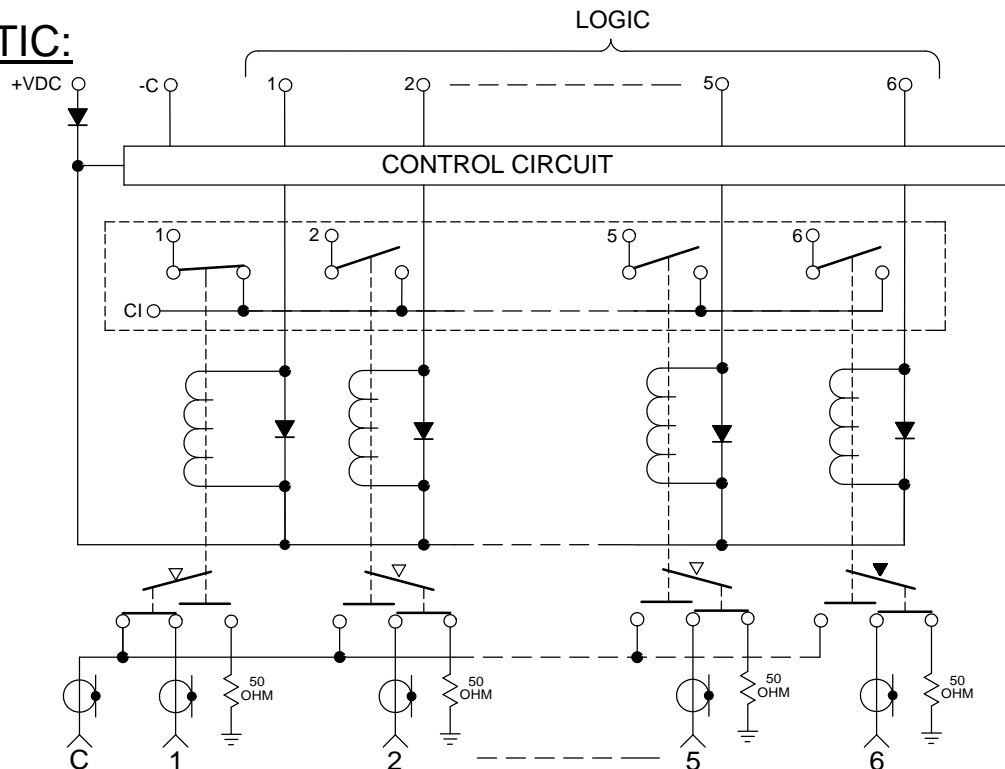 TIC:
LOGIC
+VDC -C 1 2 5 6
CONTROL CIRCUIT
1 2 5 6
CI
50 OHM 50 OHM 50 OHM 50 OHM
C 1 2 5 6